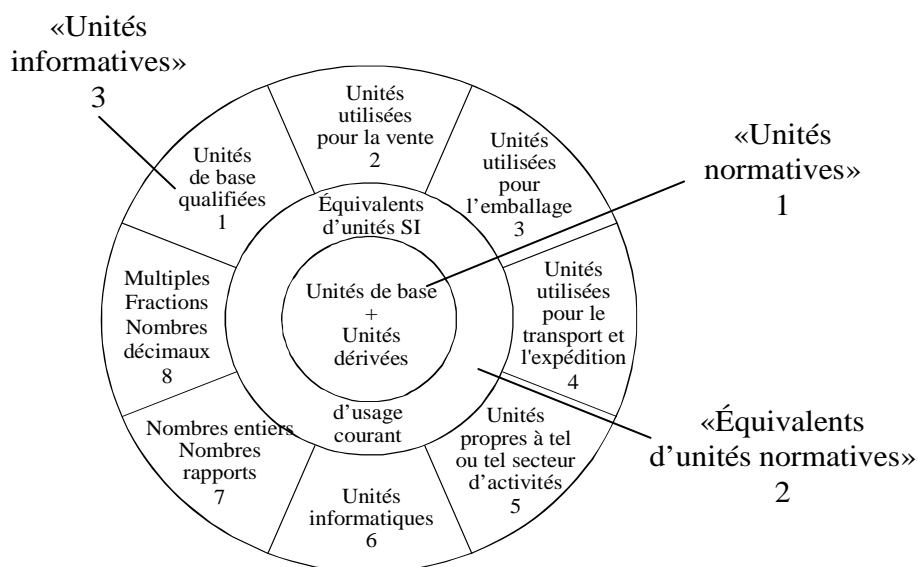 «Unités
informatives»
3
«Unités
normatives»
1
«Équivalents
d’unités normatives»
2
Unités
de base
qualifiées
1
Unités
utilisées
pour la vente
2
Unités
utilisées
pour
l’emballage
3
Unités
utilisées
pour le
transport et
l'expédition
4
Unités
propres à tel
ou tel secteur
d’activités
5
Unités
informatiques
6
Nombres entiers
Nombres
rapports
7
Multiples
Fractions
Nombres
décimaux
8
Équivalents
d’unités SI
d’usage
courant
Unités de base
+
Unités
dérivées